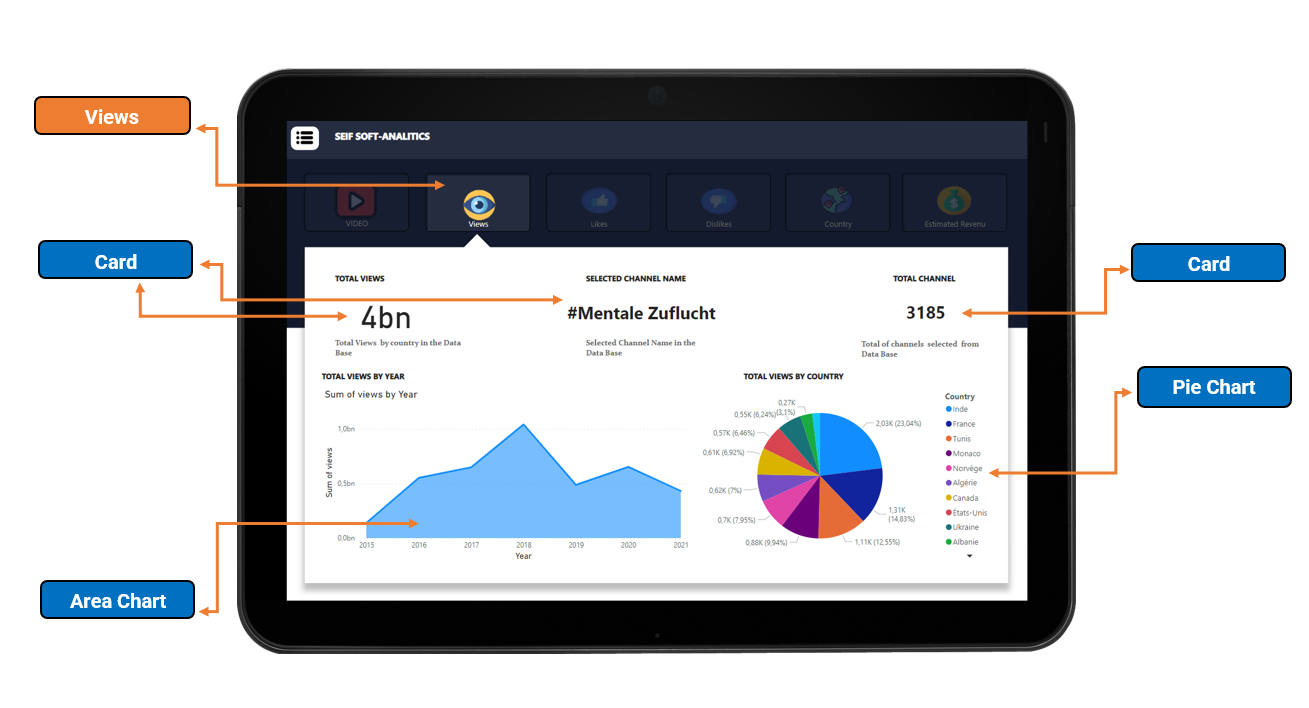 Views
SEIF SOFT-ANALITICS
VIDEO
Views
Likes
Dislikes
Country
Estimated Revenu
Card
Card
TOTAL VIEWS
SELECTED CHANNEL NAME
TOTAL CHANNEL
4bn
#Mentale Zuflucht
3185
Total Views by country in the Data
Base
Selected Channel Name in the
Data Base
Total of channels selected from
Data Base
Pie Chart
TOTAL VIEWS BY YEAR
Sum of views by Year
Sum of views
1,0bn
0,5bn
0,0bn
2015
2016
2017
2018
2019
2020
2021
Year
TOTAL VIEWS BY COUNTRY
0,27K
(3,1%)
0,55K (6,24%)
0,57K (6,46%)
0,61K (6,92%)
0,62K (7%)
0,7K (7,95%)
0,88K (9,94%)
2,03K (23,04%)
1,31K
(14,83%)
1,11K (12,55%)
Country
Inde
France
Tunis
Monaco
Norvège
Algérie
Canada
États-Unis
Ukraine
Albanie
Area Chart